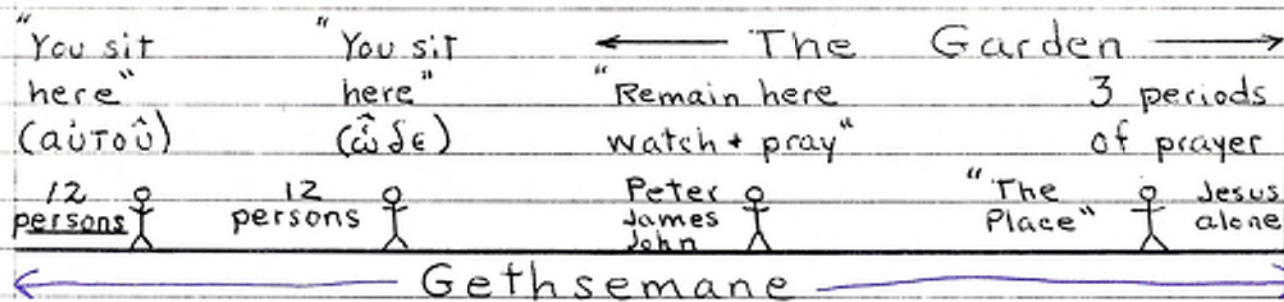 "You sit "You sit ← The Garden →
here" here" "Remain here 3 periods
(αὐτοῦ) (ὧδε) watch + pray" of prayer
12 12 Peter "The Jesus
persons persons James Place" alone
John
Gethsemane